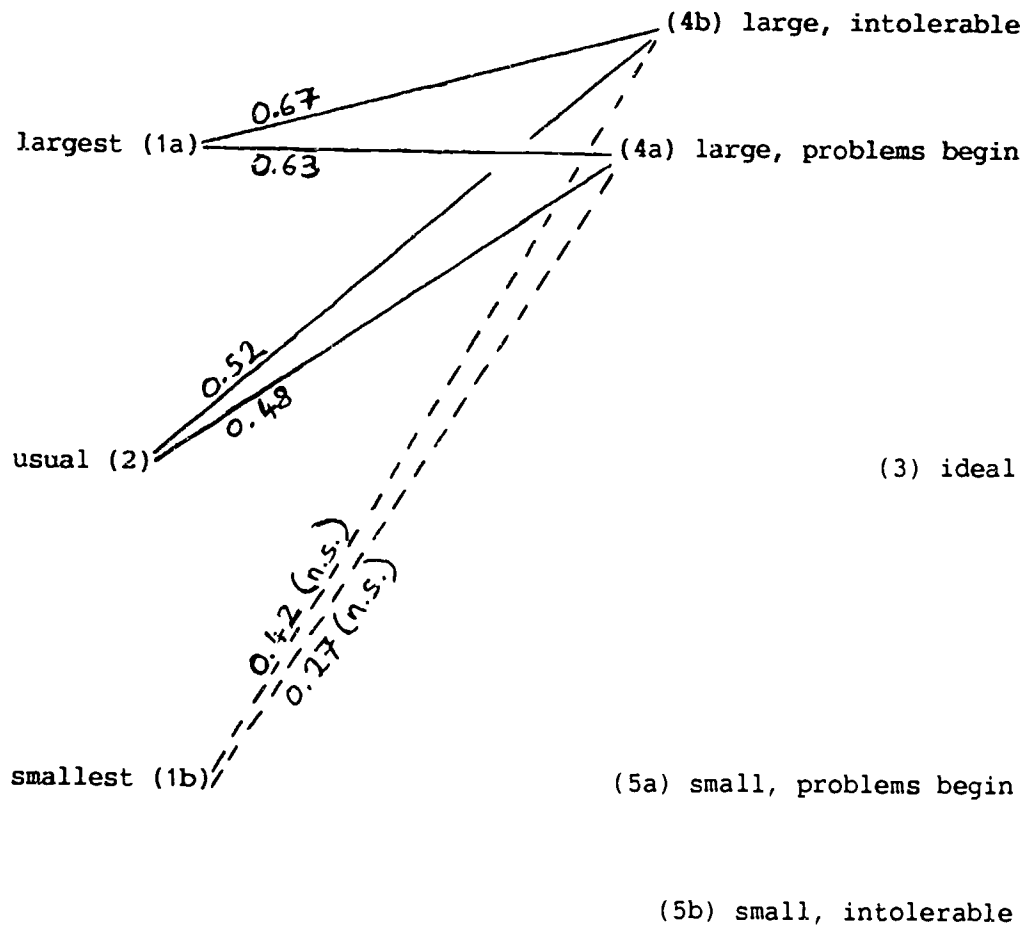 (4b) large, intolerable
0.67
largest (1a)
(4a) large, problems begin
0.63
0.52
0.48
usual (2)
(3) ideal
0.42 (n.s.)
0.27 (n.s.)
smallest (1b)
(5a) small, problems begin
(5b) small, intolerable